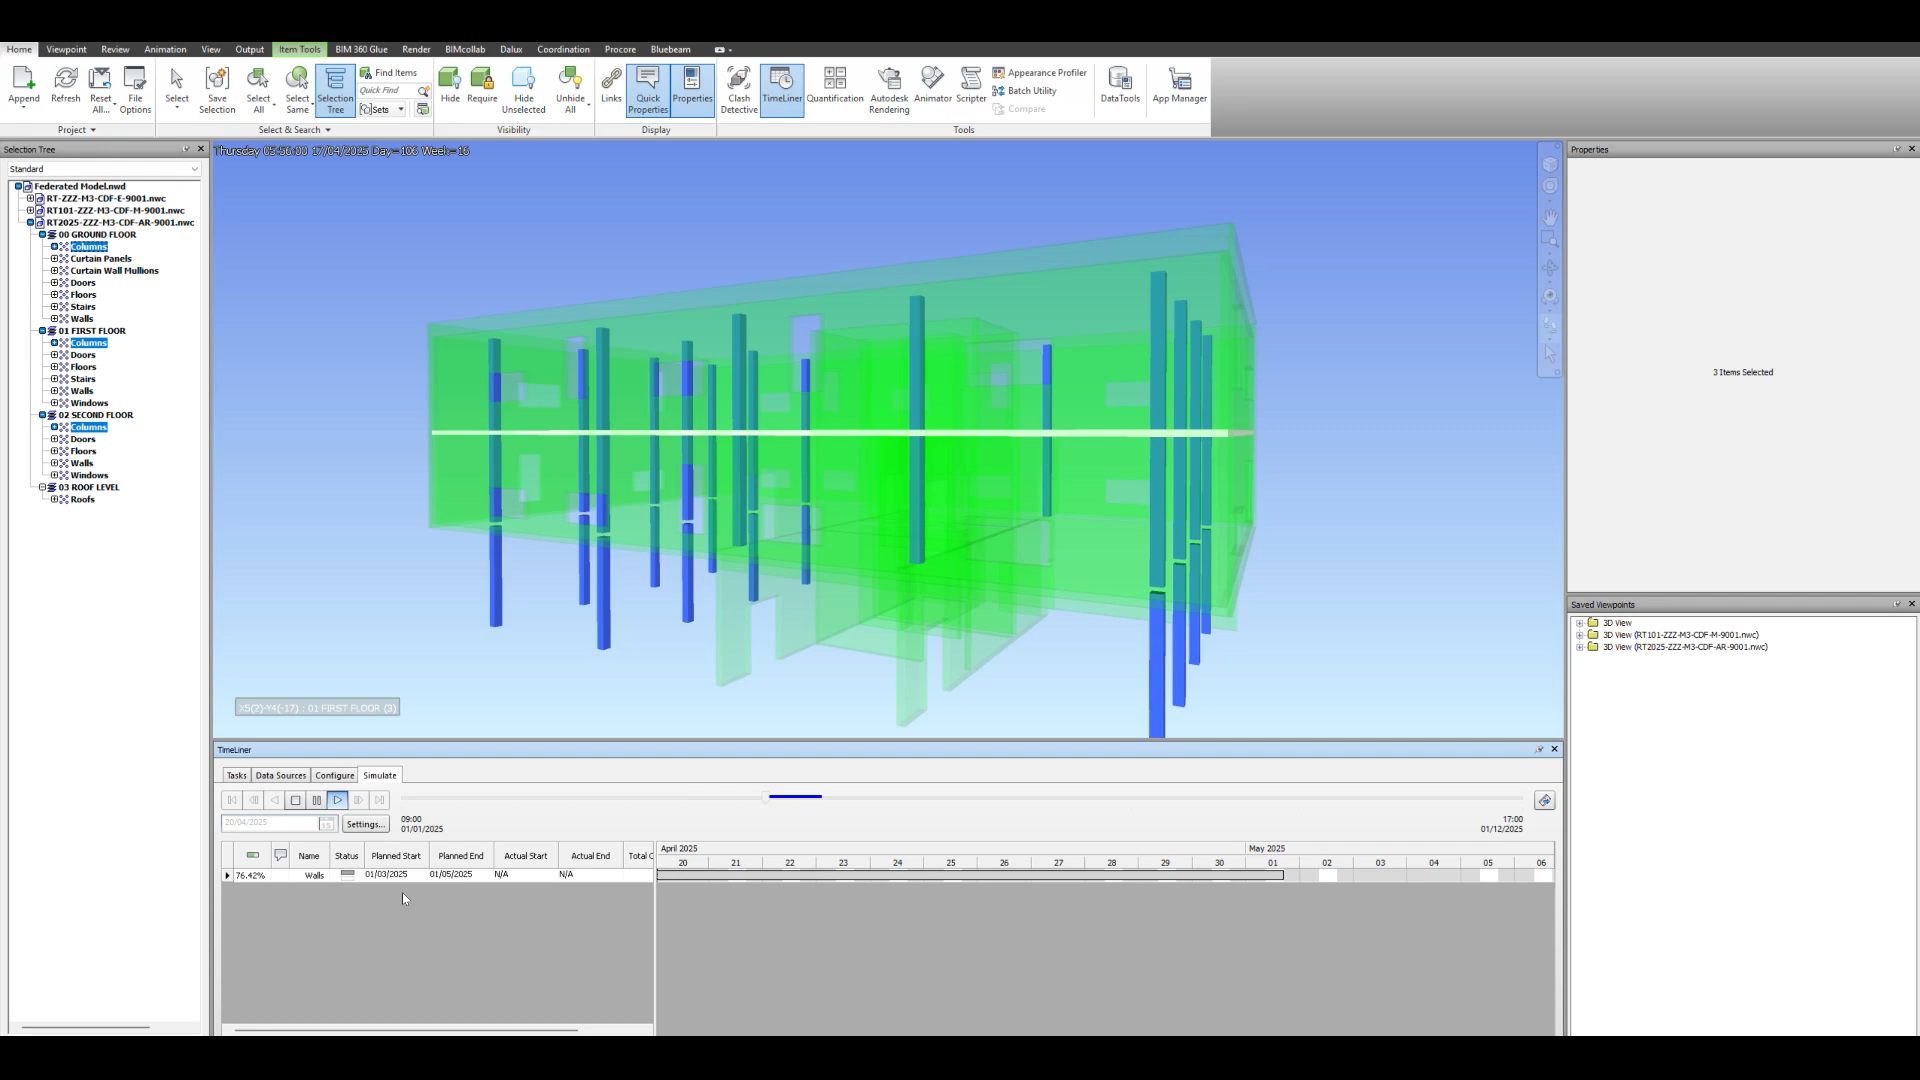 Home Viewpoint Review Animation View Output Item Tools BIM 360 Glue Render BIMcollab Dalux Coordination Procore Bluebeam
Append Refresh Reset All... File Options
Project
Select Save Selection Select All Select Same Selection Tree Find Items Quick Find Sets
Select & Search
Hide Require Hide Unselected Unhide All
Visibility
Links Quick Properties Properties
Display
Clash Detective TimeLiner Quantification Autodesk Rendering Animator Scripter Appearance Profiler Batch Utility Compare
Tools
DataTools App Manager
Selection Tree
Standard
Federated Model.nwd
RT-ZZZ-M3-CDF-E-9001.nwc
RT101-ZZZ-M3-CDF-M-9001.nwc
RT2025-ZZZ-M3-CDF-AR-9001.nwc
00 GROUND FLOOR
Columns
Curtain Panels
Curtain Wall Mullions
Doors
Floors
Stairs
Walls
01 FIRST FLOOR
Columns
Doors
Floors
Stairs
Walls
Windows
02 SECOND FLOOR
Columns
Doors
Floors
Walls
Windows
03 ROOF LEVEL
Roofs
Thursday 05:56:00 17/04/2025 Day=106 Week=16
X5(2)-Y4(-17) : 01 FIRST FLOOR (3)
Properties
3 Items Selected
Saved Viewpoints
3D View
3D View (RT101-ZZZ-M3-CDF-M-9001.nwc)
3D View (RT2025-ZZZ-M3-CDF-AR-9001.nwc)
TimeLiner
Tasks Data Sources Configure Simulate
20/04/2025 15 Settings...
09:00
01/01/2025
17:00
01/12/2025
Name Status Planned Start Planned End Actual Start Actual End Total C
April 2025 May 2025
20 21 22 23 24 25 26 27 28 29 30 01 02 03 04 05 06
76.42% Walls 01/03/2025 01/05/2025 N/A N/A